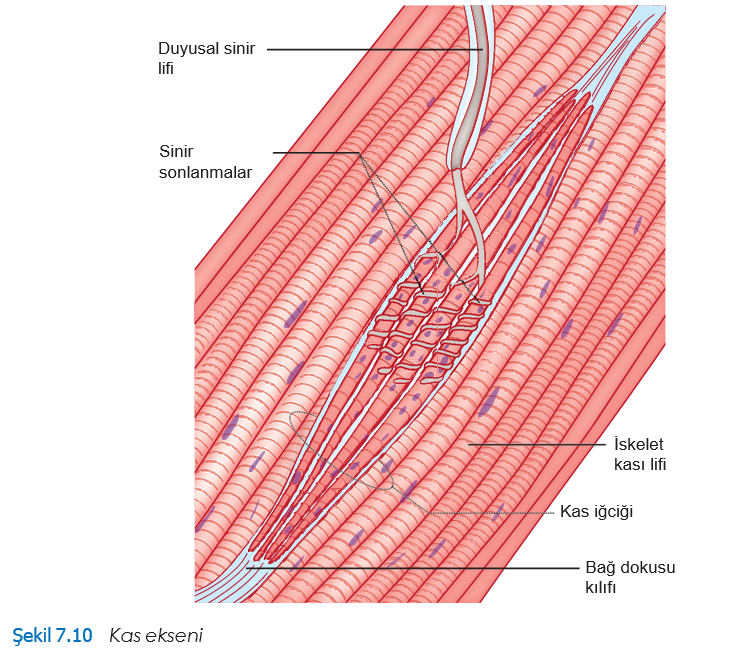 Duyusal sinir
lifi
Sinir
sonlanmalar
İskelet
kası lifi
Kas iğciği
Bağ dokusu
kılıfı
Şekil 7.10 Kas ekseni